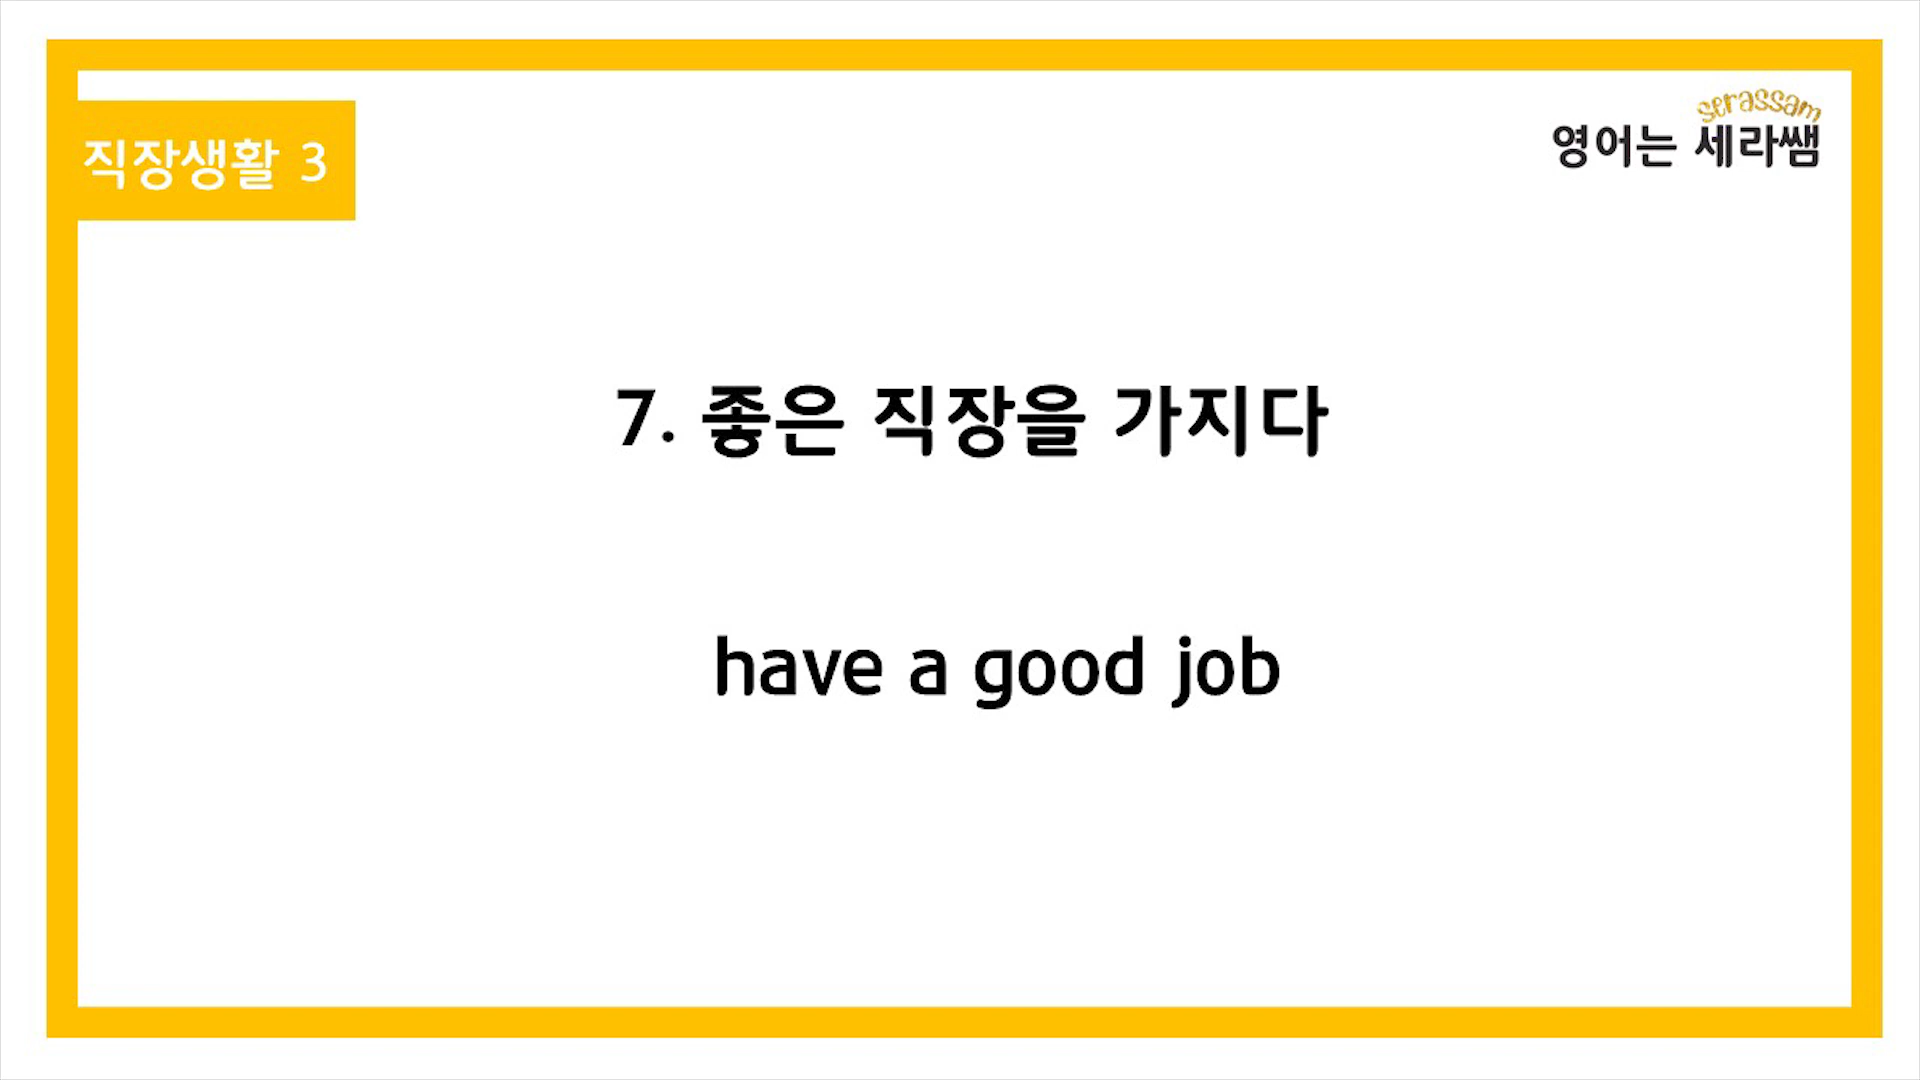 직장생활 3
serassam
영어는 세라쌤
7. 좋은 직장을 가지다
have a good job